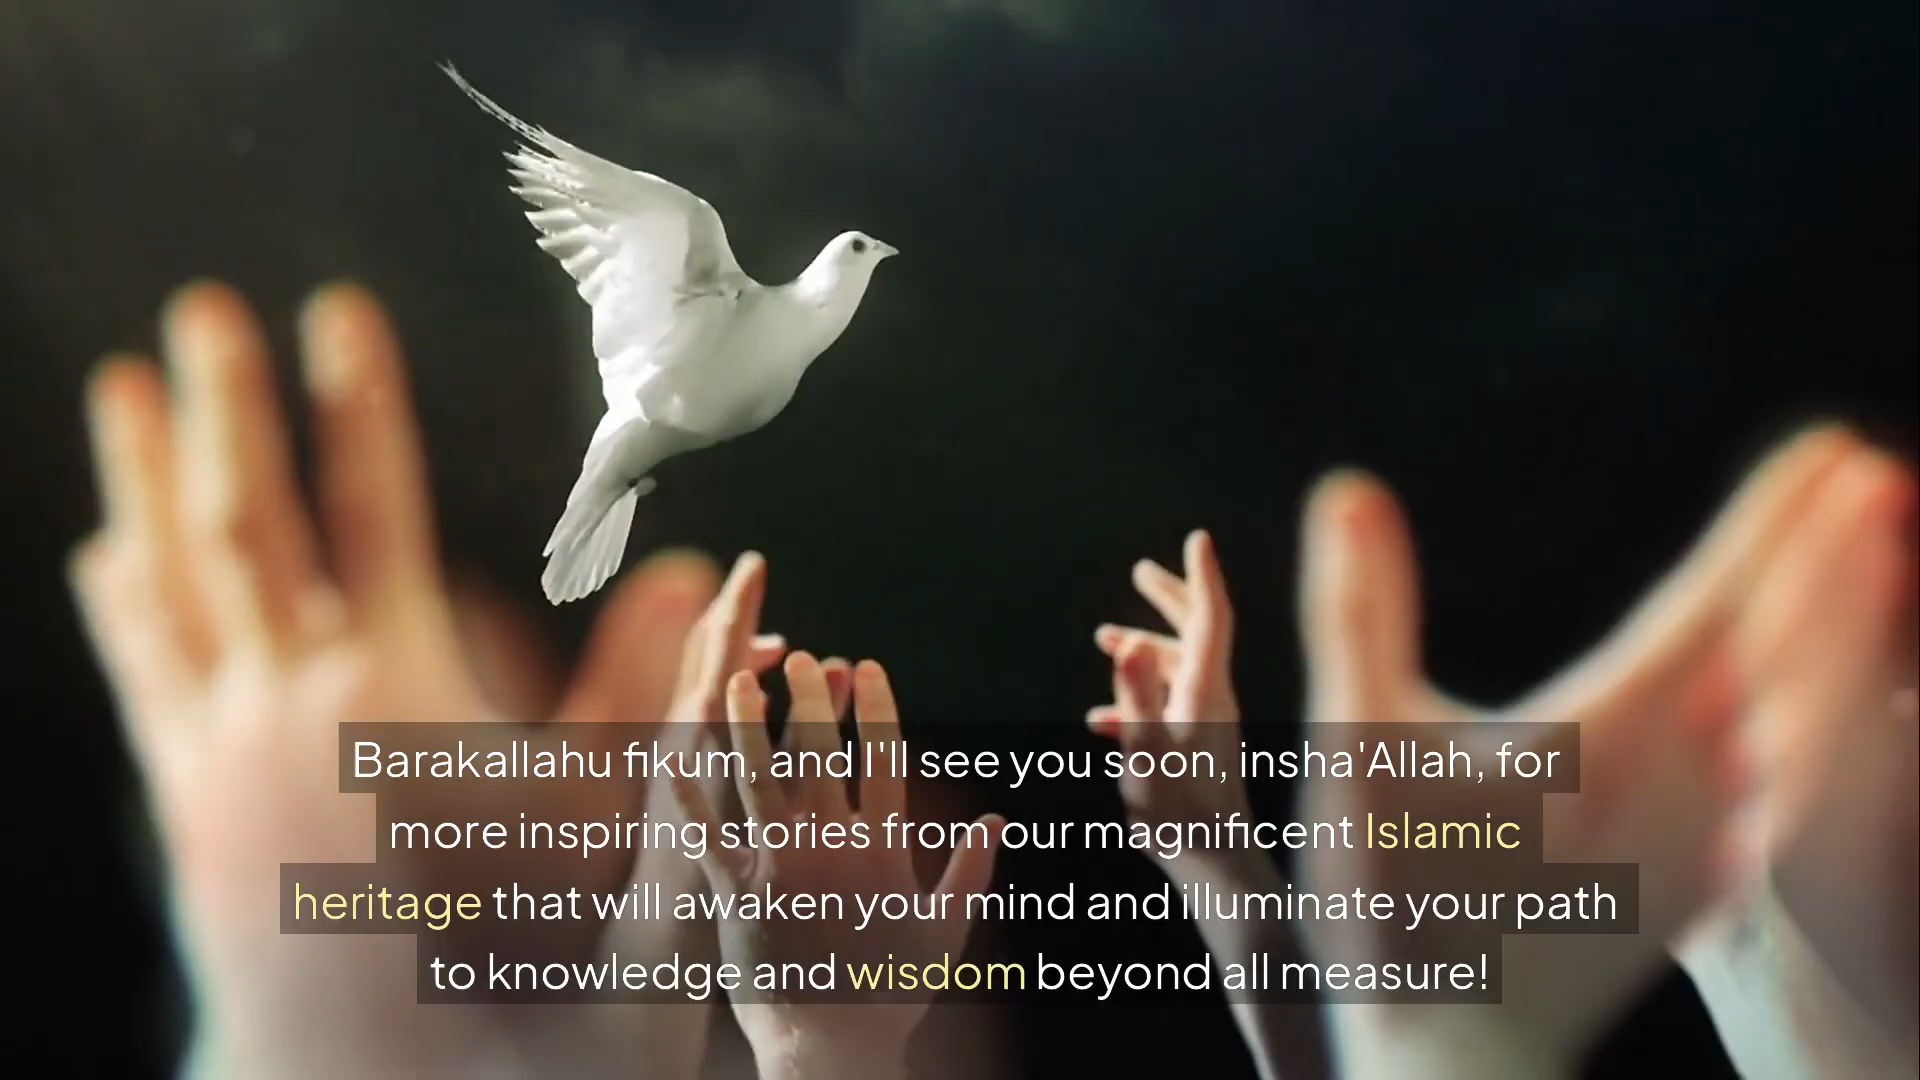 Barakallahu fikum, and I'll see you soon, insha'Allah, for
more inspiring stories from our magnificent Islamic
heritage that will awaken your mind and illuminate your path
to knowledge and wisdom beyond all measure!